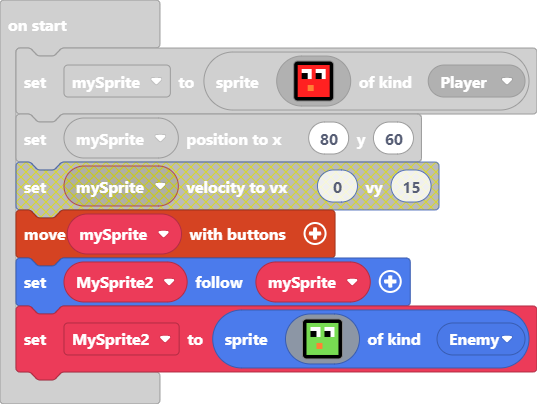 on start
set mySprite to sprite of kind Player
set mySprite position to x 80 y 60
set mySprite velocity to vx 0 vy 15
move mySprite with buttons
set MySprite2 follow mySprite
set MySprite2 to sprite of kind Enemy